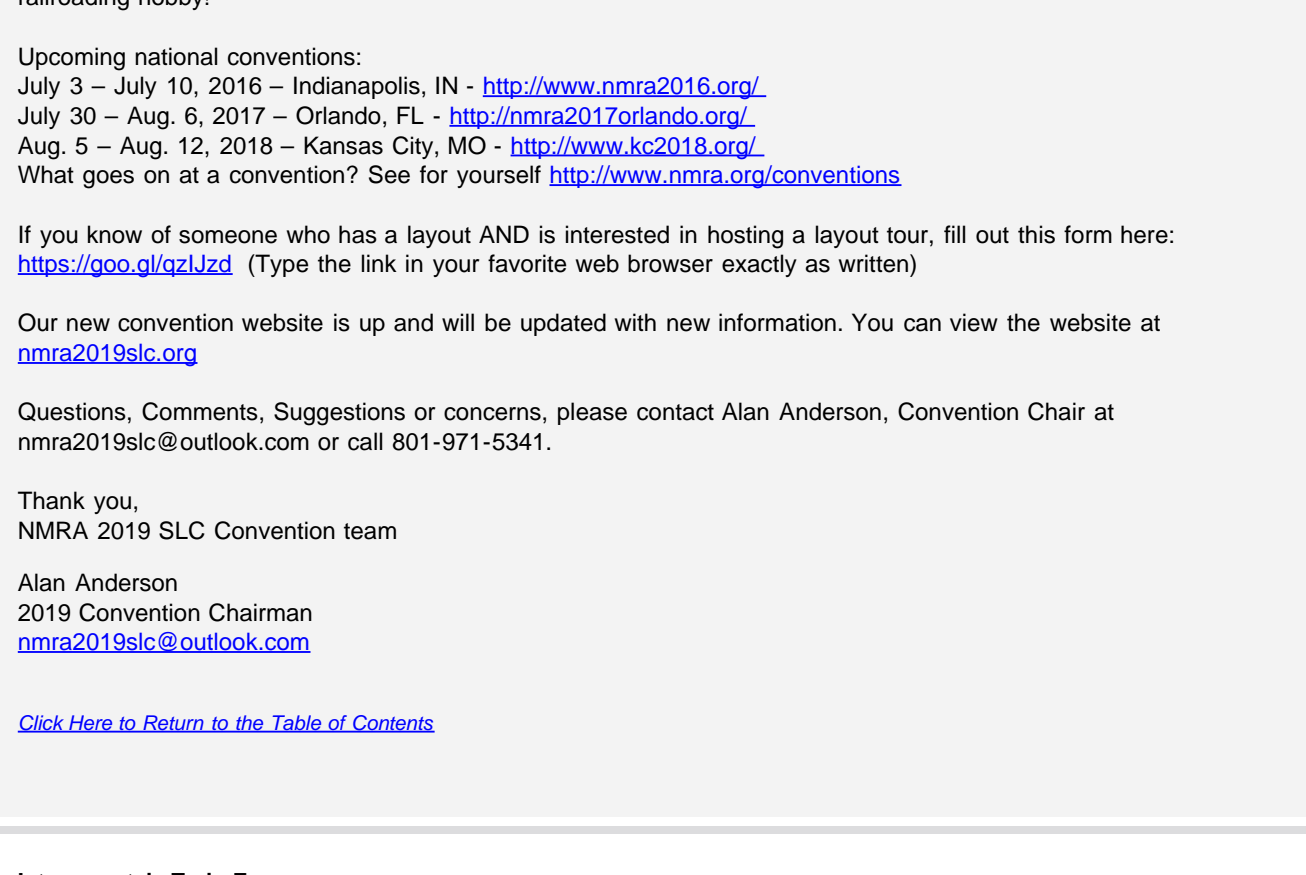 railroading hobby!
Upcoming national conventions:
July 3 – July 10, 2016 – Indianapolis, IN - http://www.nmra2016.org/
July 30 – Aug. 6, 2017 – Orlando, FL - http://nmra2017orlando.org/
Aug. 5 – Aug. 12, 2018 – Kansas City, MO - http://www.kc2018.org/
What goes on at a convention? See for yourself http://www.nmra.org/conventions
If you know of someone who has a layout AND is interested in hosting a layout tour, fill out this form here:
https://goo.gl/qzIJzd (Type the link in your favorite web browser exactly as written)
Our new convention website is up and will be updated with new information. You can view the website at
nmra2019slc.org
Questions, Comments, Suggestions or concerns, please contact Alan Anderson, Convention Chair at
nmra2019slc@outlook.com or call 801-971-5341.
Thank you,
NMRA 2019 SLC Convention team
Alan Anderson
2019 Convention Chairman
nmra2019slc@outlook.com
Click Here to Return to the Table of Contents